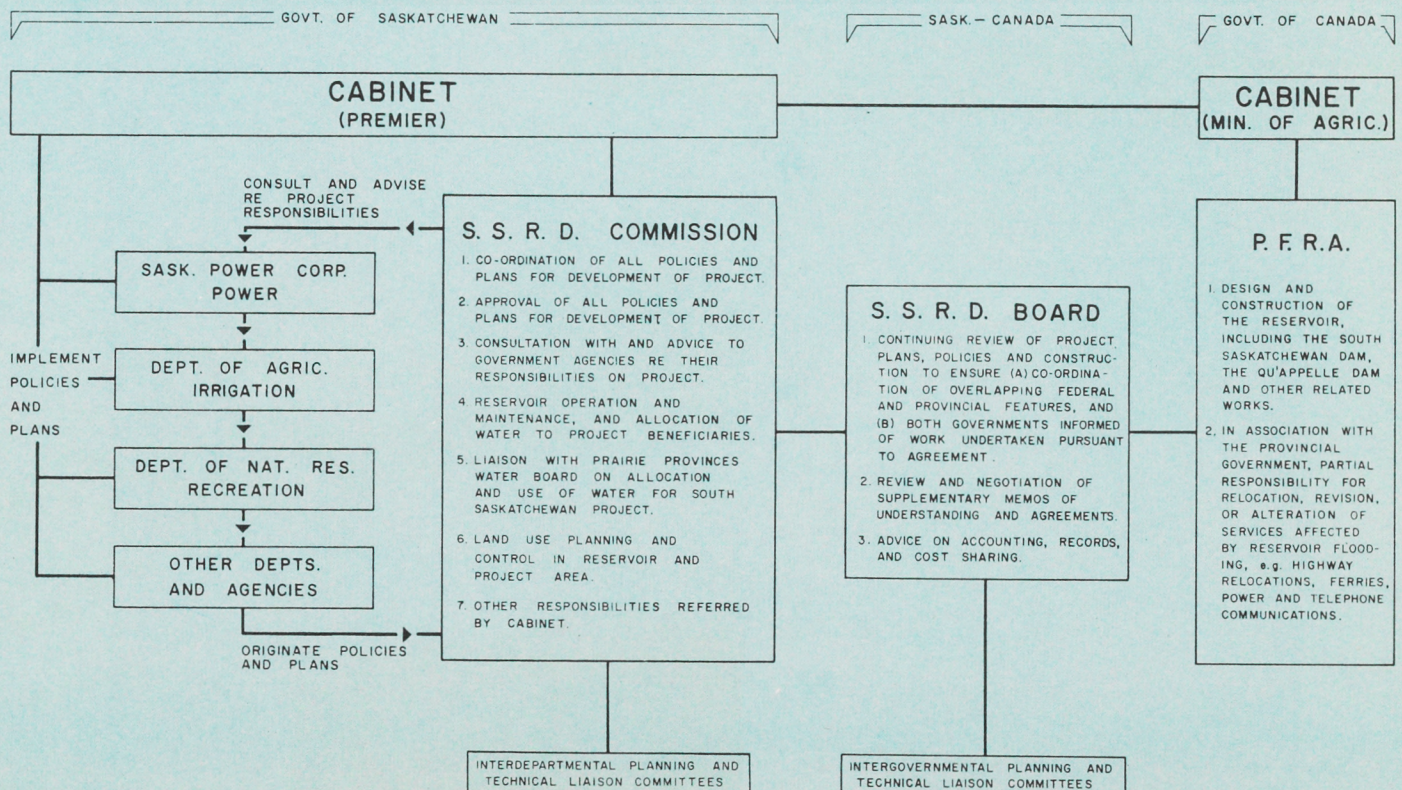 GOVT. OF SASKATCHEWAN
SASK.— CANADA
GOVT. OF CANADA
CABINET
(PREMIER)
CABINET
(MIN. OF AGRIC.)
CONSULT AND ADVISE
RE PROJECT
RESPONSIBILITIES
SASK. POWER CORP.
POWER
DEPT. OF AGRIC.
IRRIGATION
DEPT. OF NAT. RES.
RECREATION
OTHER DEPTS.
AND AGENCIES
IMPLEMENT
POLICIES
AND
PLANS
ORIGINATE POLICIES
AND PLANS
S. S. R. D. COMMISSION
1. CO-ORDINATION OF ALL POLICIES AND
PLANS FOR DEVELOPMENT OF PROJECT.
2. APPROVAL OF ALL POLICIES AND
PLANS FOR DEVELOPMENT OF PROJECT.
3. CONSULTATION WITH AND ADVICE TO
GOVERNMENT AGENCIES RE THEIR
RESPONSIBILITIES ON PROJECT.
4. RESERVOIR OPERATION AND
MAINTENANCE, AND ALLOCATION OF
WATER TO PROJECT BENEFICIARIES.
5. LIAISON WITH PRAIRIE PROVINCES
WATER BOARD ON ALLOCATION
AND USE OF WATER FOR SOUTH
SASKATCHEWAN PROJECT.
6. LAND USE PLANNING AND
CONTROL IN RESERVOIR AND
PROJECT AREA.
7. OTHER RESPONSIBILITIES REFERRED
BY CABINET.
INTERDEPARTMENTAL PLANNING AND
TECHNICAL LIAISON COMMITTEES
S. S. R. D. BOARD
1. CONTINUING REVIEW OF PROJECT
PLANS, POLICIES AND CONSTRUC-
TION TO ENSURE (A) CO-ORDINA-
TION OF OVERLAPPING FEDERAL
AND PROVINCIAL FEATURES, AND
(B) BOTH GOVERNMENTS INFORMED
OF WORK UNDERTAKEN PURSUANT
TO AGREEMENT.
2. REVIEW AND NEGOTIATION OF
SUPPLEMENTARY MEMOS OF
UNDERSTANDING AND AGREEMENTS.
3. ADVICE ON ACCOUNTING, RECORDS,
AND COST SHARING.
INTERGOVERNMENTAL PLANNING AND
TECHNICAL LIAISON COMMITTEES
P. F. R. A.
1. DESIGN AND
CONSTRUCTION OF
THE RESERVOIR,
INCLUDING THE SOUTH
SASKATCHEWAN DAM,
THE QU'APPELLE DAM
AND OTHER RELATED
WORKS.
2. IN ASSOCIATION WITH
THE PROVINCIAL
GOVERNMENT, PARTIAL
RESPONSIBILITY FOR
RELOCATION, REVISION,
OR ALTERATION OF
SERVICES AFFECTED
BY RESERVOIR FLOOD-
ING, e.g. HIGHWAY
RELOCATIONS, FERRIES,
POWER AND TELEPHONE
COMMUNICATIONS.